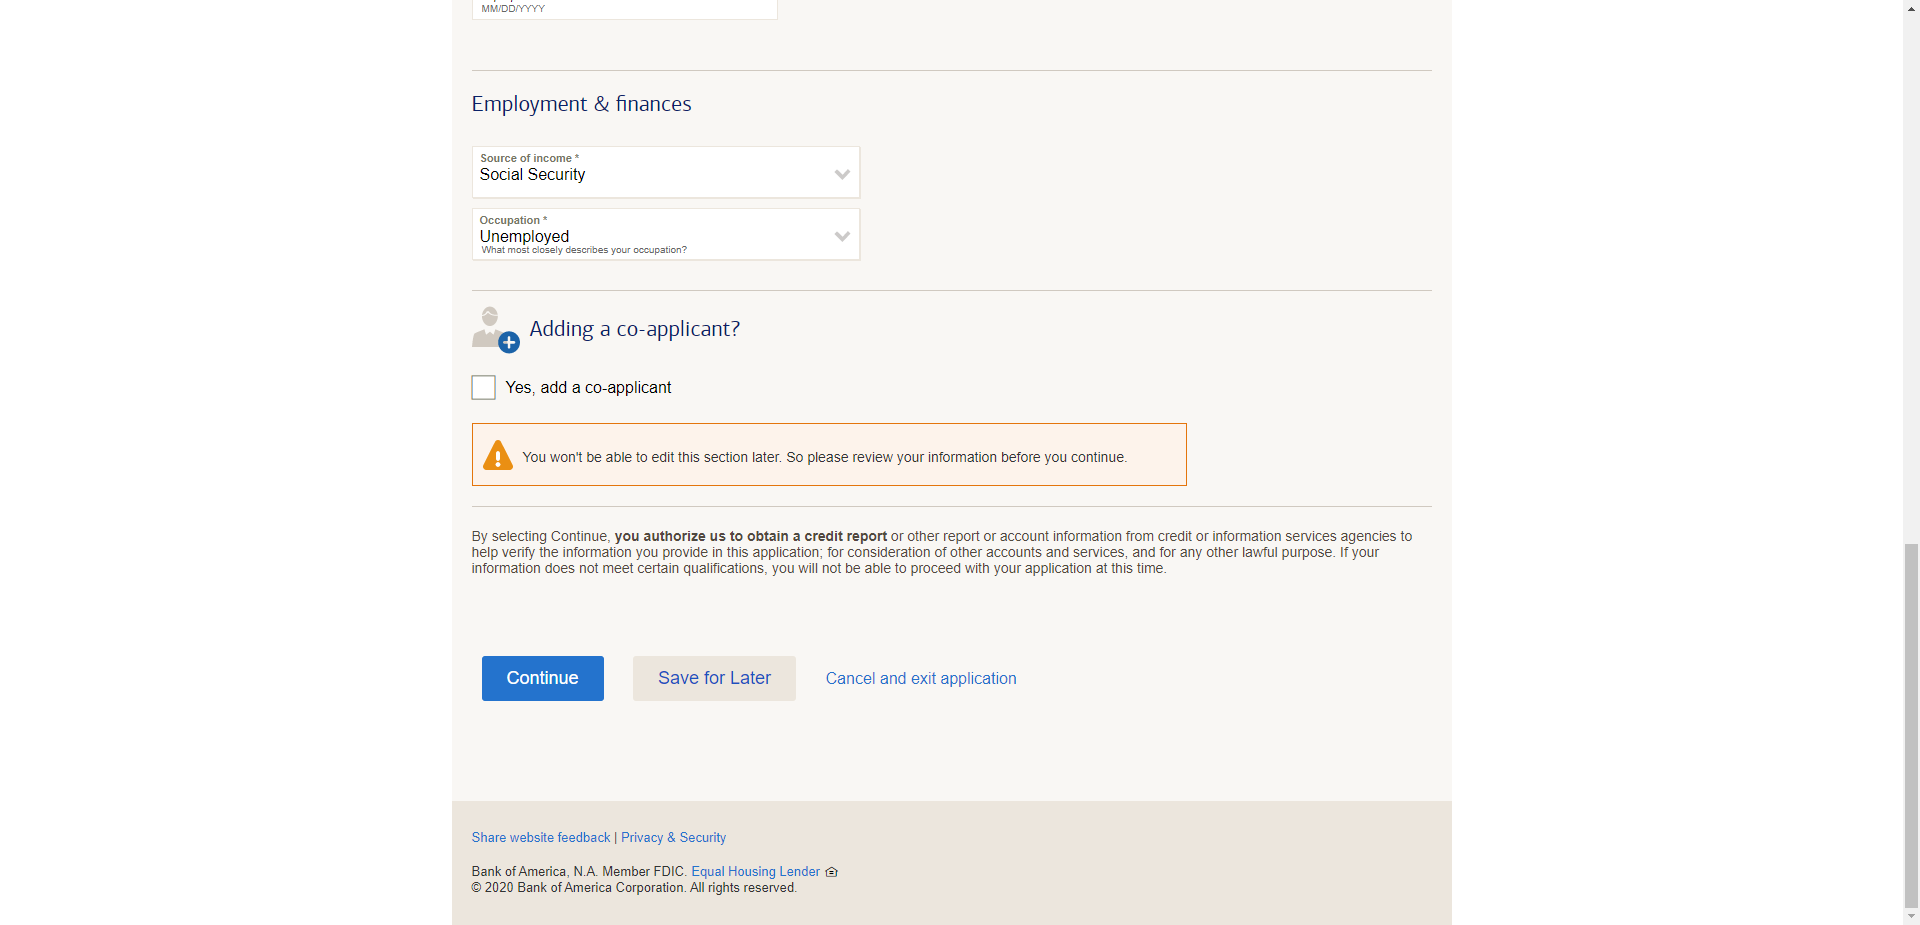 MM/DD/YYYY
Employment & finances
Source of income *
Social Security
Occupation *
Unemployed
What most closely describes your occupation?
Adding a co-applicant?
Yes, add a co-applicant
You won't be able to edit this section later. So please review your information before you continue.
By selecting Continue, you authorize us to obtain a credit report or other report or account information from credit or information services agencies to
help verify the information you provide in this application; for consideration of other accounts and services, and for any other lawful purpose. If your
information does not meet certain qualifications, you will not be able to proceed with your application at this time.
Continue
Save for Later
Cancel and exit application
Share website feedback | Privacy & Security
Bank of America, N.A. Member FDIC. Equal Housing Lender
© 2020 Bank of America Corporation. All rights reserved.